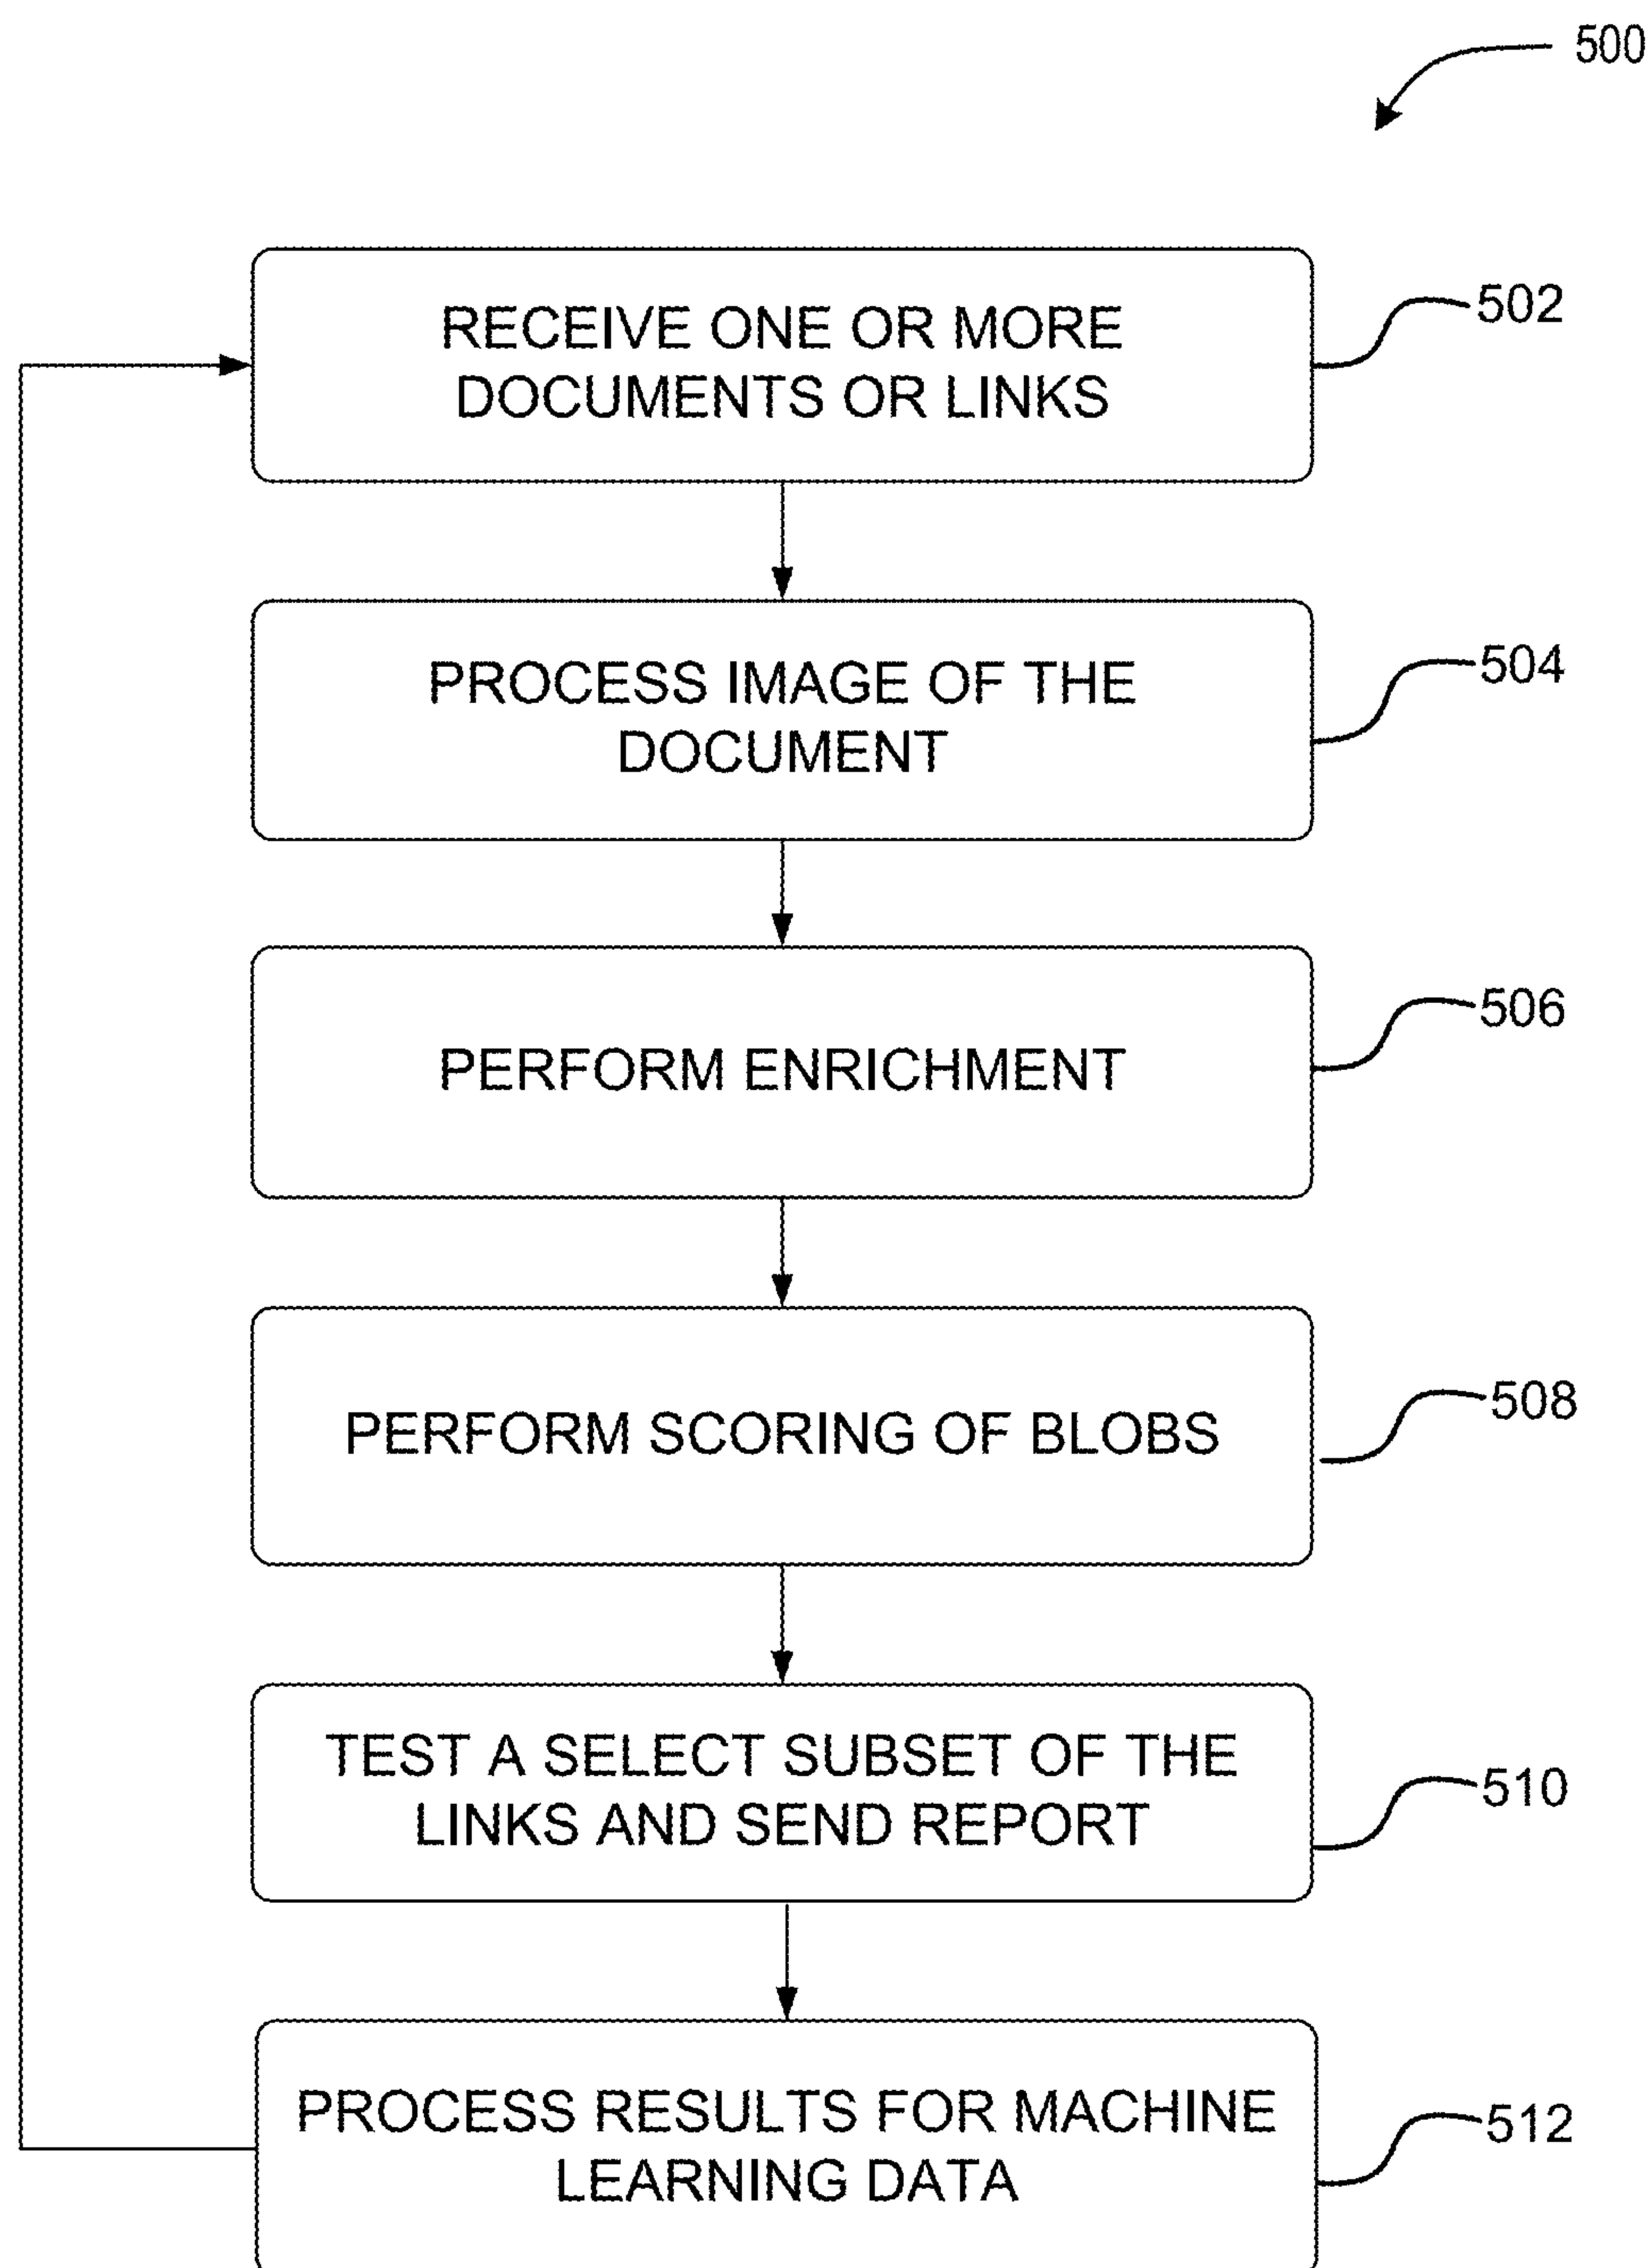 500
RECEIVE ONE OR MORE
DOCUMENTS OR LINKS
502
PROCESS IMAGE OF THE
DOCUMENT
504
PERFORM ENRICHMENT
506
PERFORM SCORING OF BLOBS
508
TEST A SELECT SUBSET OF THE
LINKS AND SEND REPORT
510
PROCESS RESULTS FOR MACHINE
LEARNING DATA
512